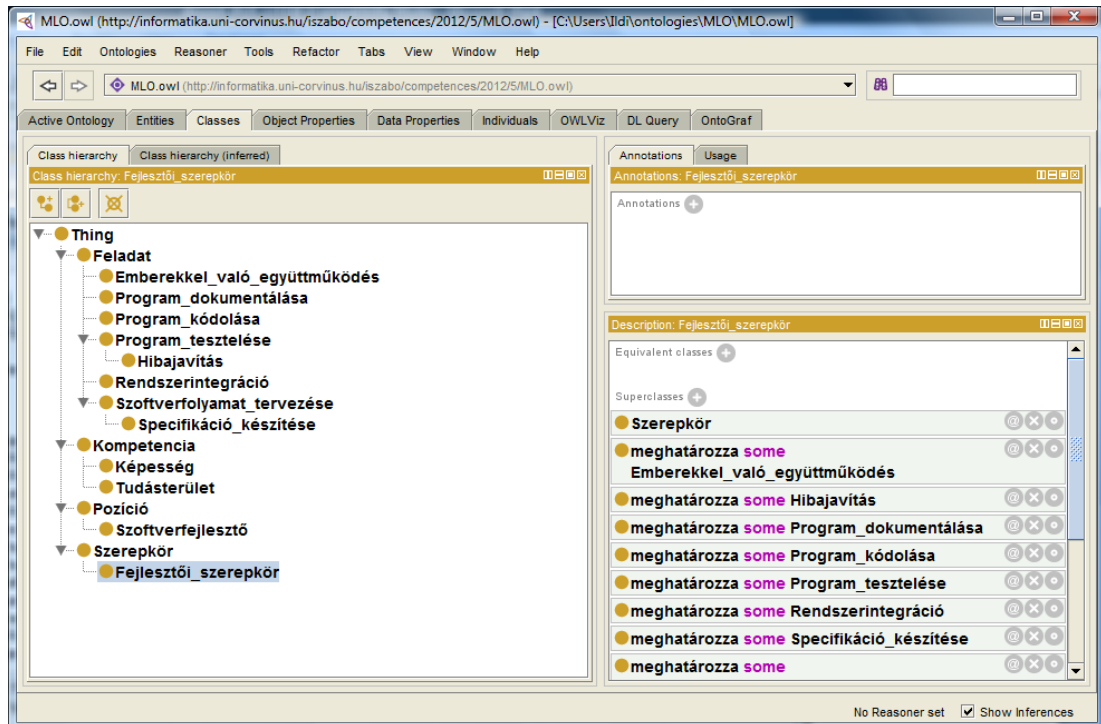 MLO.owl (http://informatika.uni-corvinus.hu/iszabo/competences/2012/5/MLO.owl) - [C:\Users\Ildi\ontologies\MLO\MLO.owl]
File Edit Ontologies Reasoner Tools Refactor Tabs View Window Help
MLO.owl (http://informatika.uni-corvinus.hu/iszabo/competences/2012/5/MLO.owl)
Active Ontology Entities Classes Object Properties Data Properties Individuals OWLViz DL Query OntoGraf
Class hierarchy Class hierarchy (inferred)
Class hierarchy: Fejlesztői_szerepkör
Thing
Feladat
Emberekkel_való_együttműködés
Program_dokumentálása
Program_kódolása
Program_tesztelése
Hibajavítás
Rendszerintegráció
Szoftverfolyamat_tervezése
Specifikáció_készítése
Kompetencia
Képesség
Tudásterület
Pozíció
Szoftverfejlesztő
Szerepkör
Fejlesztői_szerepkör
Annotations Usage
Annotations: Fejlesztői_szerepkör
Annotations
Description: Fejlesztői_szerepkör
Equivalent classes
Superclasses
Szerepkör
meghatározza some
Emberekkel_való_együttműködés
meghatározza some Hibajavítás
meghatározza some Program_dokumentálása
meghatározza some Program_kódolása
meghatározza some Program_tesztelése
meghatározza some Rendszerintegráció
meghatározza some Specifikáció_készítése
meghatározza some
No Reasoner set Show Inferences